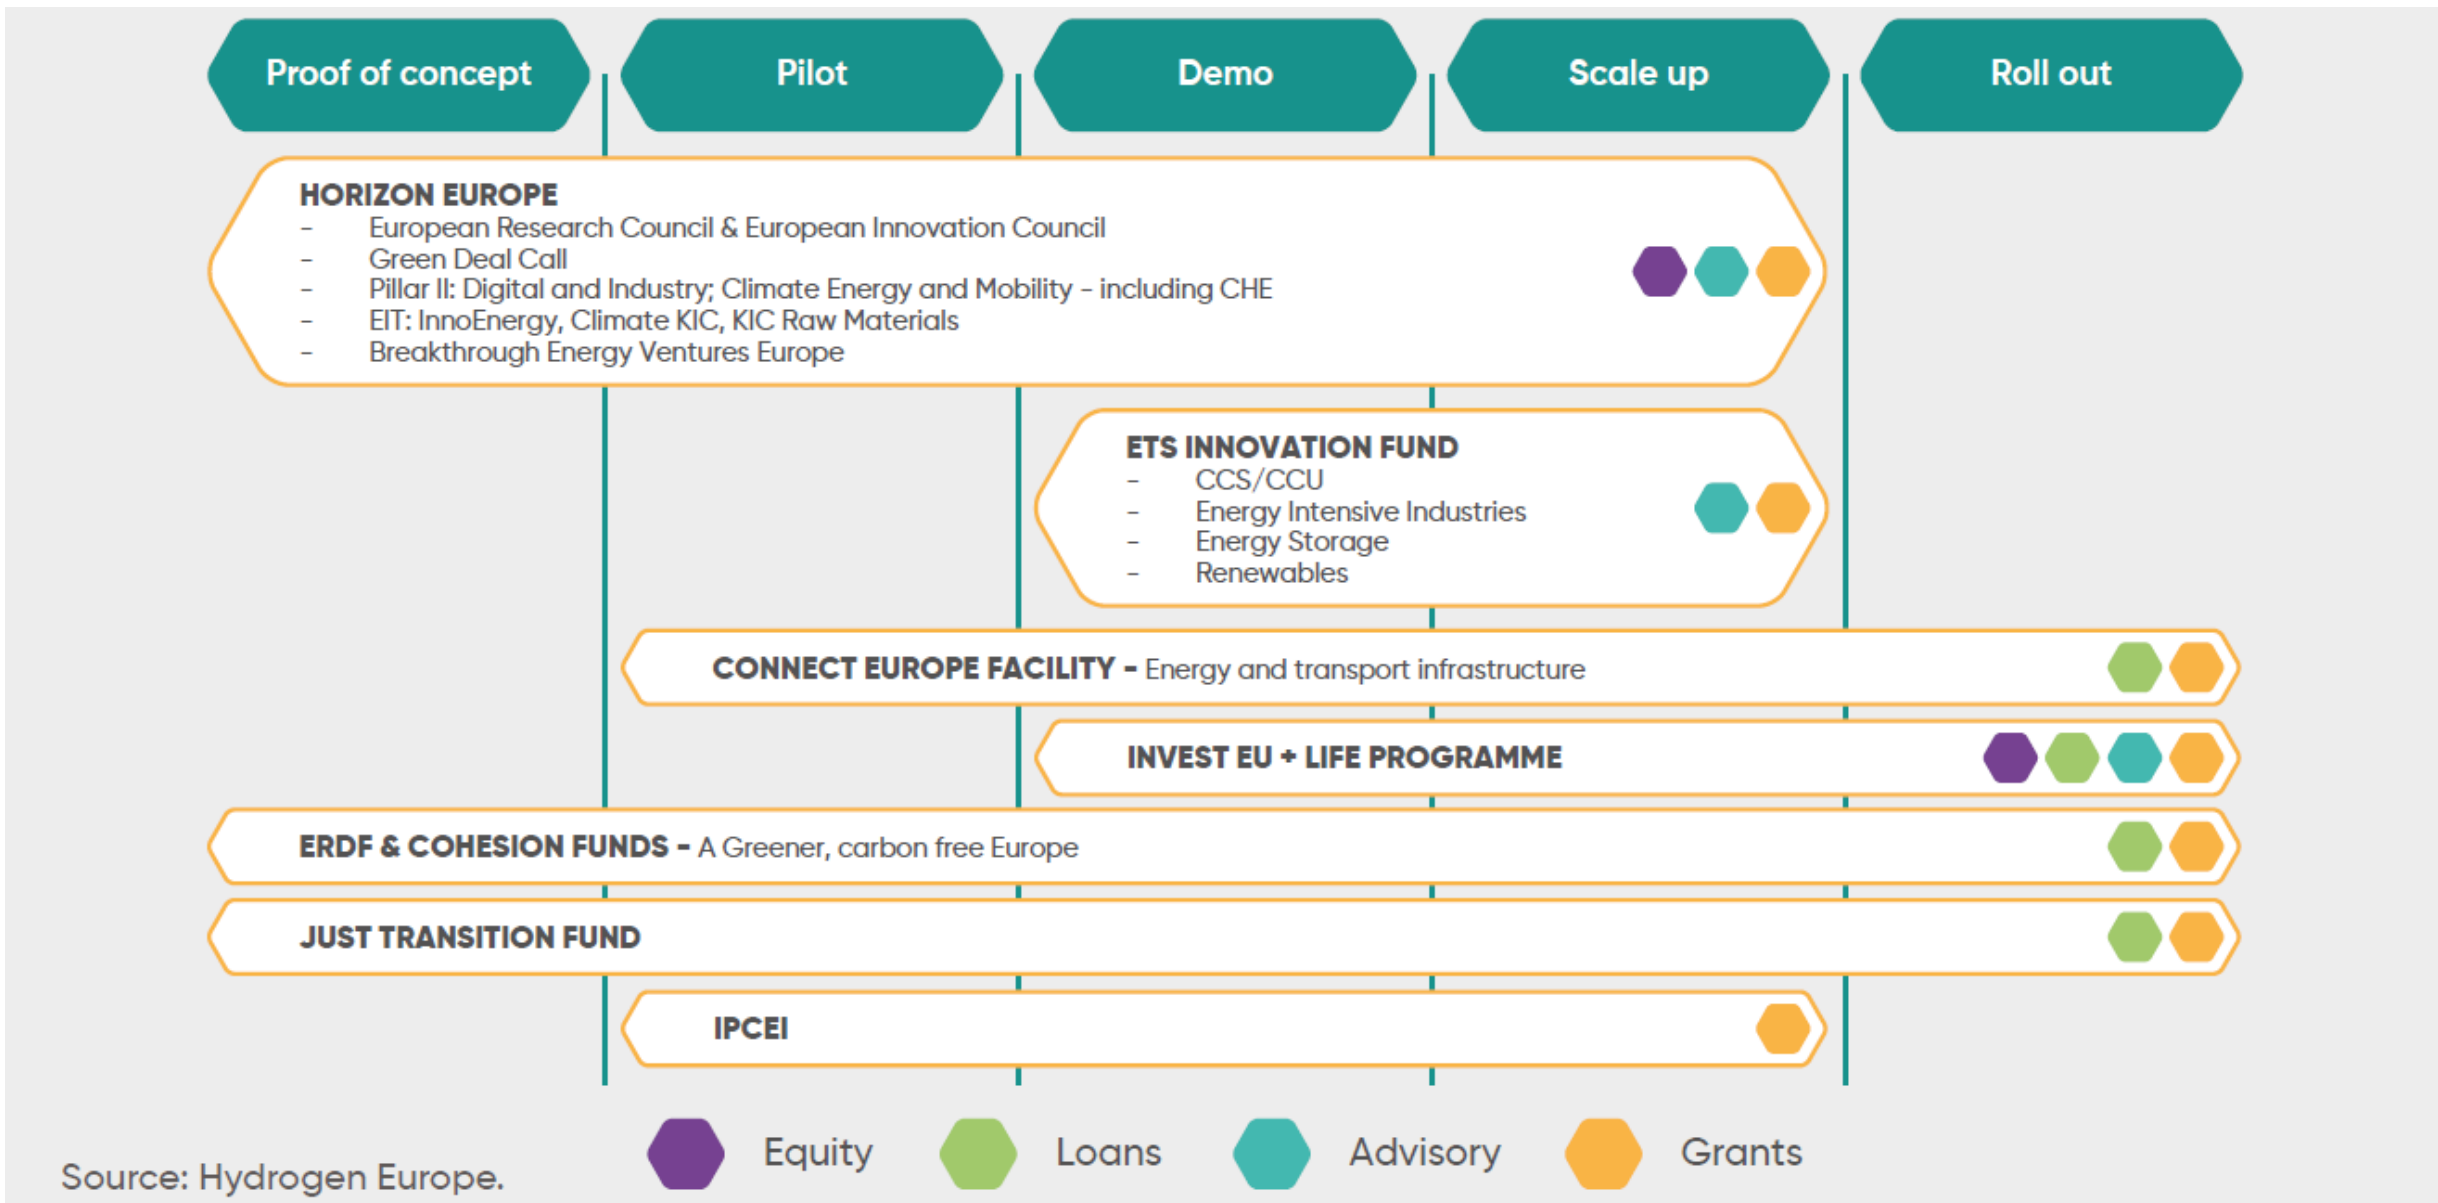 Proof of concept
Pilot
Demo
Scale up
Roll out
HORIZON EUROPE
- European Research Council & European Innovation Council
- Green Deal Call
- Pillar II: Digital and Industry; Climate Energy and Mobility - including CHE
- EIT: InnoEnergy, Climate KIC, KIC Raw Materials
- Breakthrough Energy Ventures Europe
ETS INNOVATION FUND
- CCS/CCU
- Energy Intensive Industries
- Energy Storage
- Renewables
CONNECT EUROPE FACILITY - Energy and transport infrastructure
INVEST EU + LIFE PROGRAMME
ERDF & COHESION FUNDS - A Greener, carbon free Europe
JUST TRANSITION FUND
IPCEI
Equity
Loans
Advisory
Grants
Source: Hydrogen Europe.